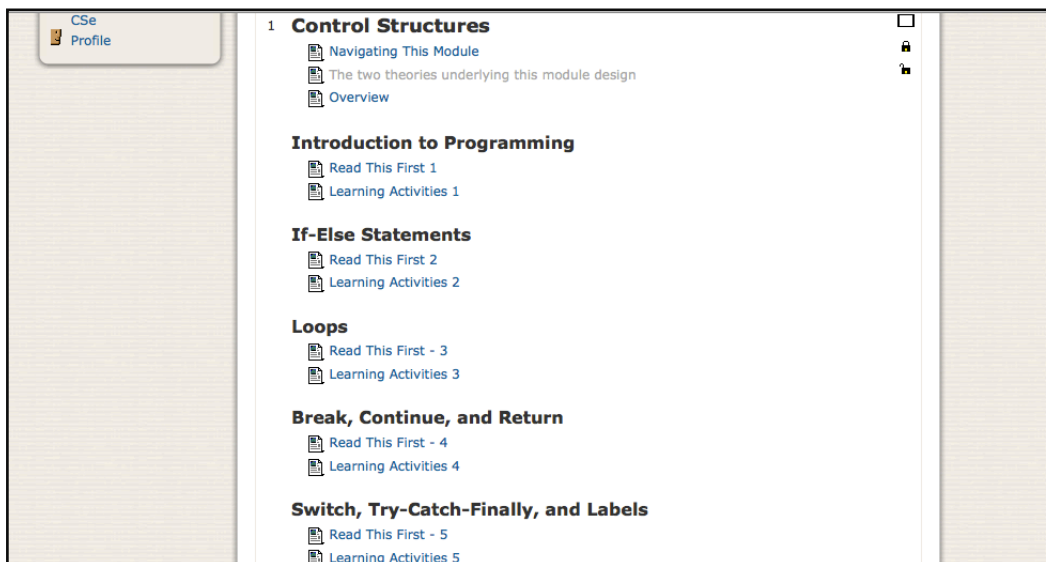 CSe
Profile
1 Control Structures
Navigating This Module
The two theories underlying this module design
Overview
Introduction to Programming
Read This First 1
Learning Activities 1
If-Else Statements
Read This First 2
Learning Activities 2
Loops
Read This First - 3
Learning Activities 3
Break, Continue, and Return
Read This First - 4
Learning Activities 4
Switch, Try-Catch-Finally, and Labels
Read This First - 5
Learning Activities 5